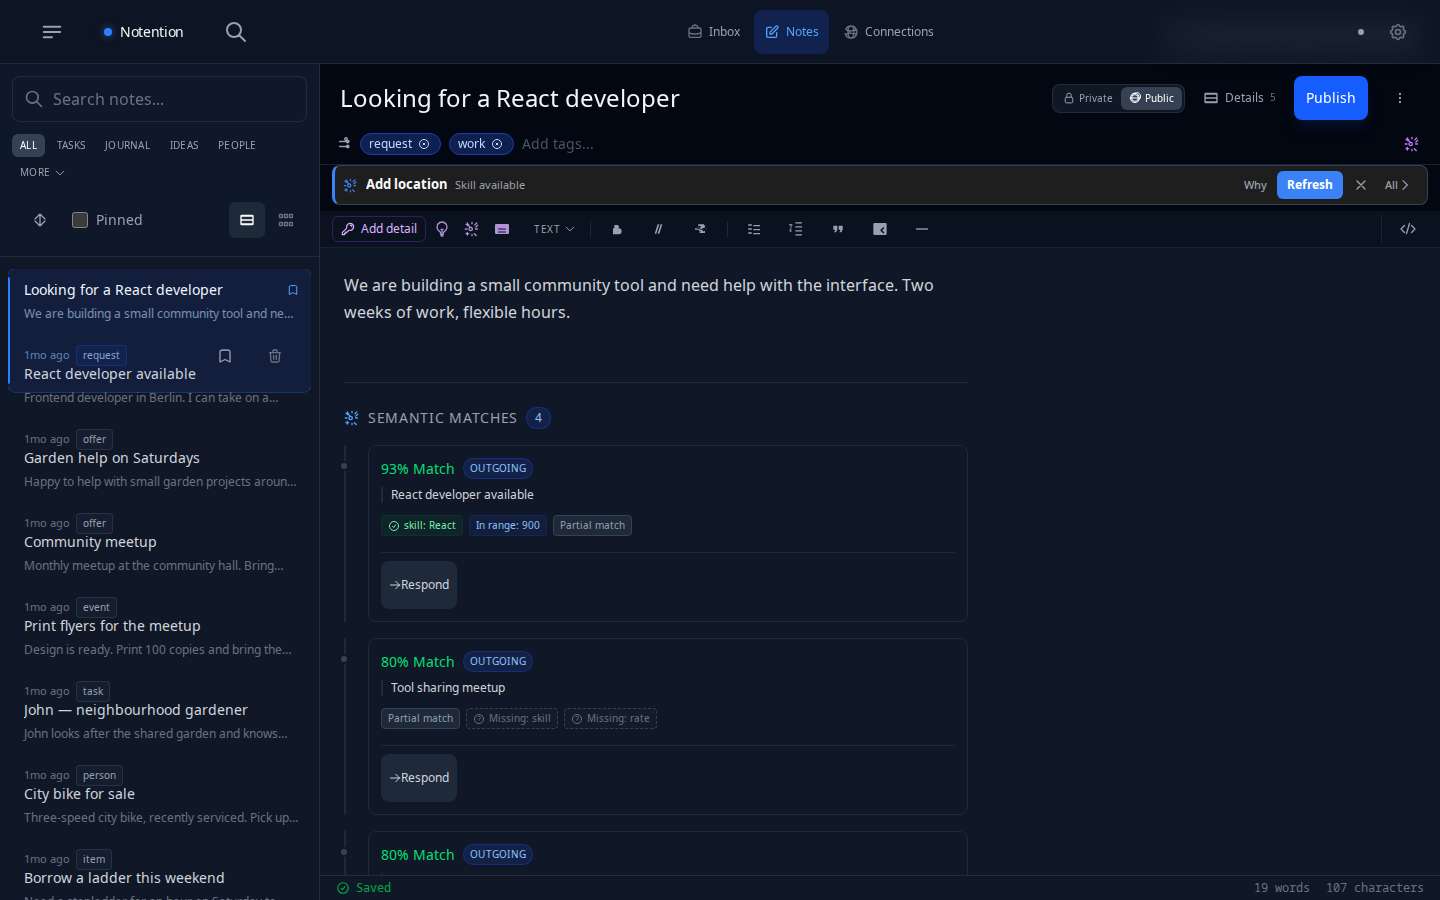 Notention
Inbox
Notes
Connections
Search notes...
ALL
TASKS
JOURNAL
IDEAS
PEOPLE
MORE
Pinned
Looking for a React developer
We are building a small community tool and ne...
1mo ago
request
React developer available
Frontend developer in Berlin. I can take on a...
1mo ago
offer
Garden help on Saturdays
Happy to help with small garden projects aroun...
1mo ago
offer
Community meetup
Monthly meetup at the community hall. Bring...
1mo ago
event
Print flyers for the meetup
Design is ready. Print 100 copies and bring the...
1mo ago
task
John — neighbourhood gardener
John looks after the shared garden and knows...
1mo ago
person
City bike for sale
Three-speed city bike, recently serviced. Pick up...
1mo ago
item
Borrow a ladder this weekend
Looking for a React developer
Private
Public
Details 5
Publish
request
work
Add tags...
Add location
Skill available
Why
Refresh
All
Add detail
TEXT
We are building a small community tool and need help with the interface. Two
weeks of work, flexible hours.
SEMANTIC MATCHES
4
93% Match
OUTGOING
React developer available
skill: React
In range: 900
Partial match
Respond
80% Match
OUTGOING
Tool sharing meetup
Partial match
Missing: skill
Missing: rate
Respond
80% Match
OUTGOING
Saved
19 words
107 characters